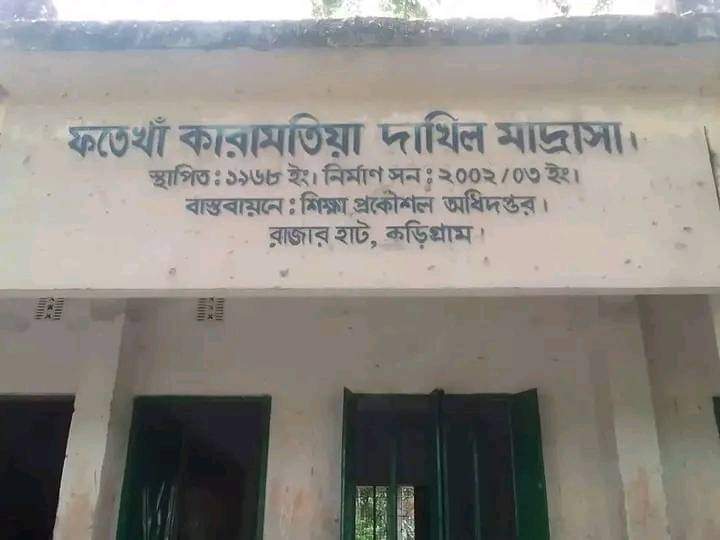 ফতেখাঁ কারামতিয়া দাখিল মাদ্রাসা।
স্থাপিত : ১৯৬৮ ইং। নির্মাণ সন : ২০০২/০৩ ইং।
বাস্তবায়নে : শিক্ষা প্রকৌশল অধিদপ্তর।
রাজার হাট, কড়িগ্রাম।